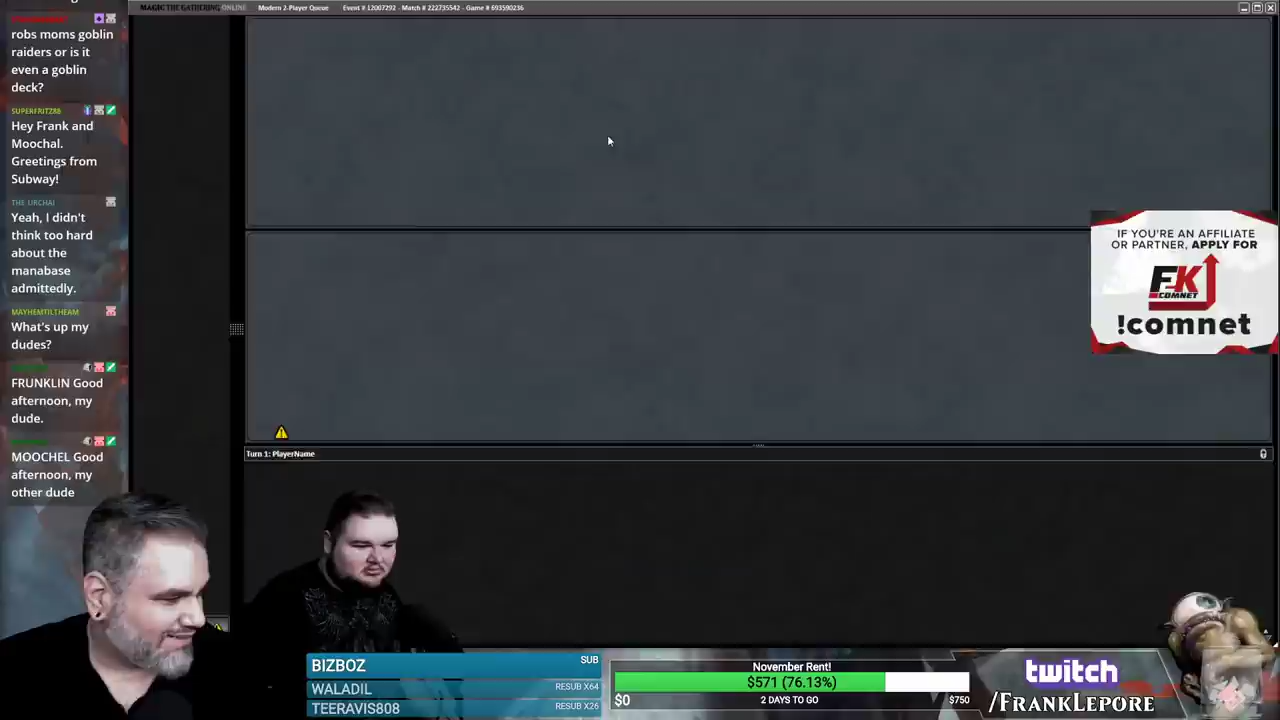 MAGIC THE GATHERING ONLINE
Modern 2-Player Queue
Event # 12007292 - Match # 222735542 - Game # 693590236
robs moms goblin
raiders or is it
even a goblin
deck?
SUPERFRITZ88
Hey Frank and
Moochal.
Greetings from
Subway!
THE URCHAI
Yeah, I didn't
think too hard
about the
manabase
admittedly.
MAYHEMTILTHEAM
What's up my
dudes?
FRUNKLIN Good
afternoon, my
dude.
MOOCHEL Good
afternoon, my
other dude
IF YOU'RE AN AFFILIATE
OR PARTNER, APPLY FOR
COMNET
!comnet
Turn 1: PlayerName
BIZBOZ SUB
WALADIL RESUB X64
TEERAVIS808 RESUB X26
November Rent!
$571 (76.13%)
$0 2 DAYS TO GO $750
twitch
/FrankLepore